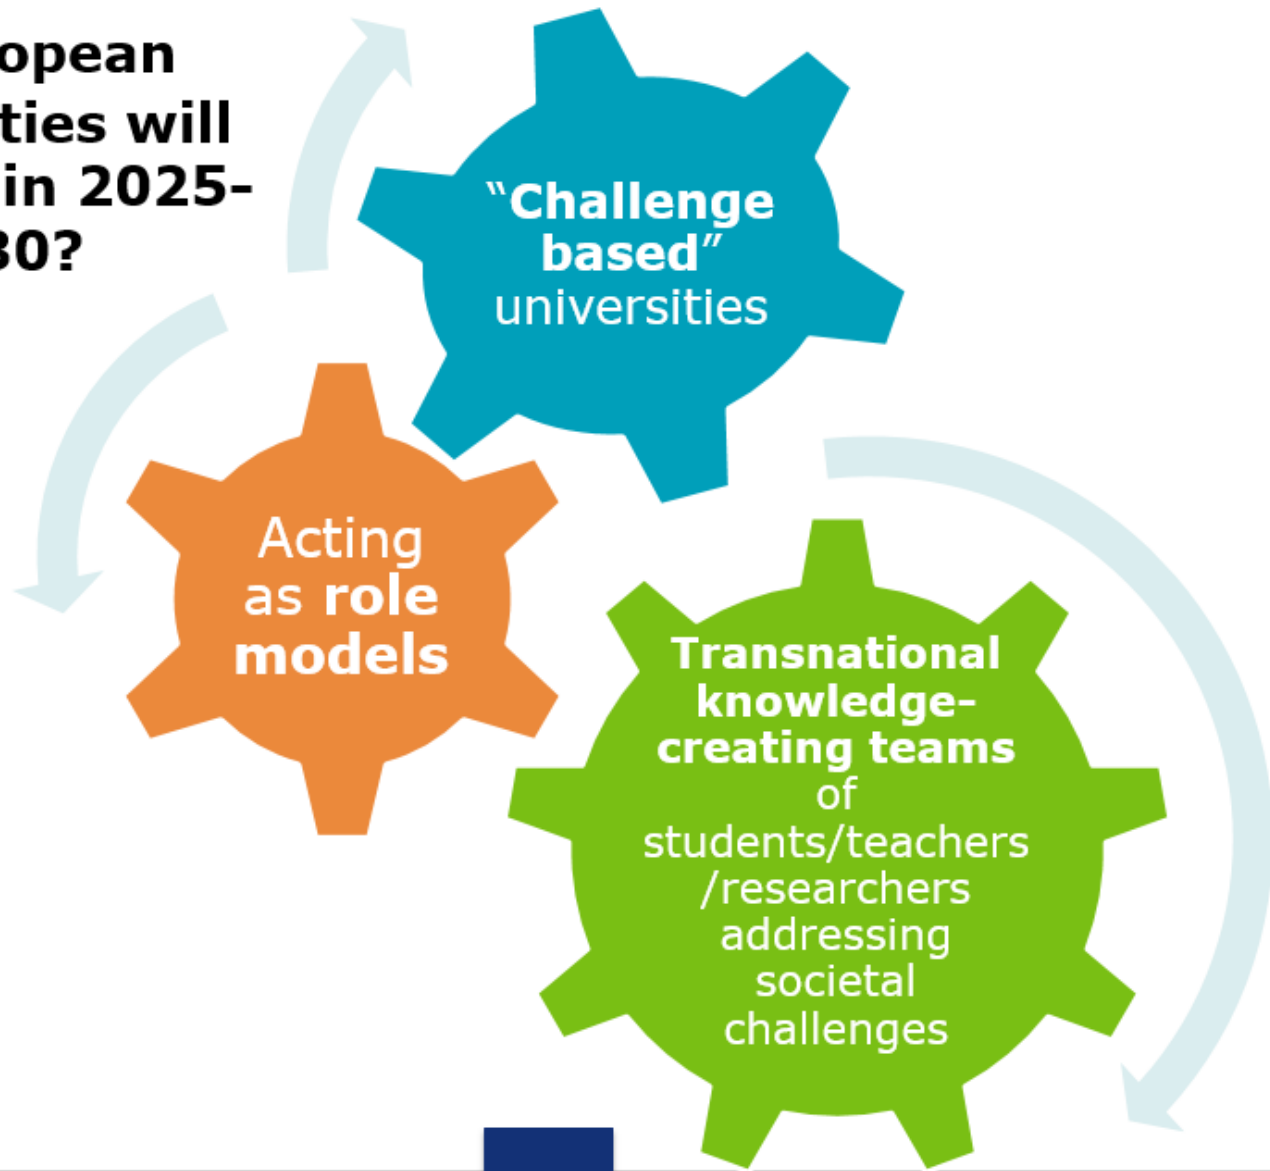 opean
ties will
in 2025-
30?
“Challenge
based”
universities
Acting
as role
models
Transnational
knowledge-
creating teams
of
students/teachers
/researchers
addressing
societal
challenges